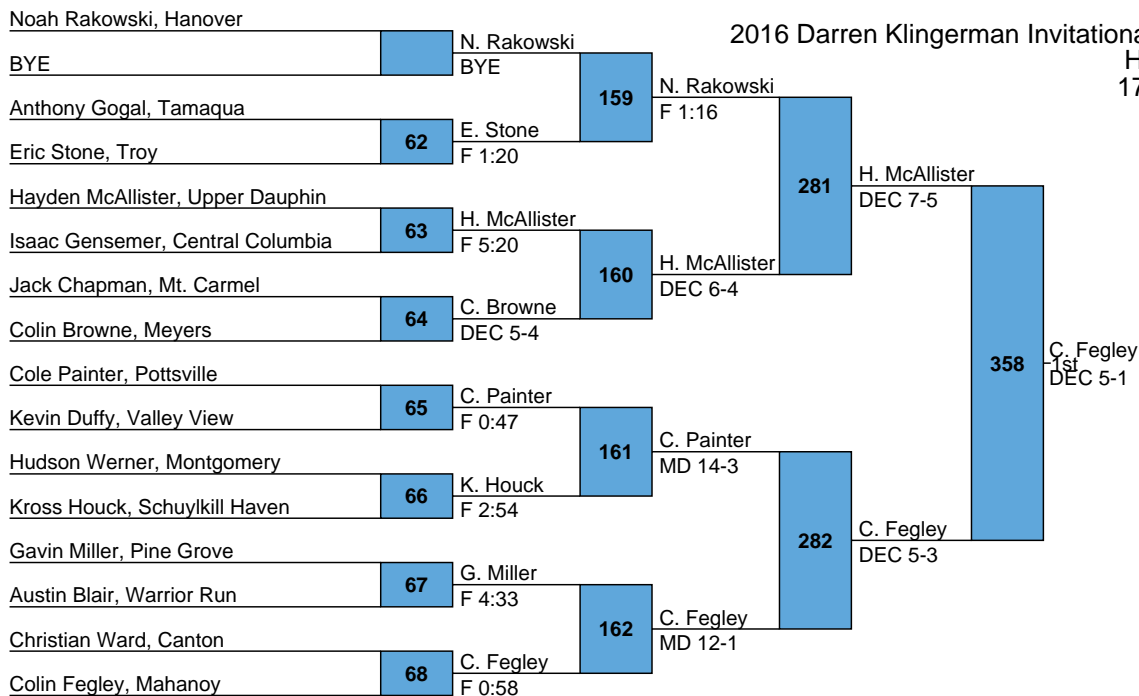 Noah Rakowski, Hanover
BYE
N. Rakowski
BYE
2016 Darren Klingerman Invitationa
H
17
Anthony Gogal, Tamaqua
62
Eric Stone, Troy
E. Stone
F 1:20
159
N. Rakowski
F 1:16
Hayden McAllister, Upper Dauphin
63
Isaac Gensemer, Central Columbia
H. McAllister
F 5:20
281
H. McAllister
DEC 7-5
Jack Chapman, Mt. Carmel
64
Colin Browne, Meyers
C. Browne
DEC 5-4
160
H. McAllister
DEC 6-4
Cole Painter, Pottsville
65
Kevin Duffy, Valley View
C. Painter
F 0:47
358
C. Fegley
1st
DEC 5-1
Hudson Werner, Montgomery
66
Kross Houck, Schuylkill Haven
K. Houck
F 2:54
161
C. Painter
MD 14-3
Gavin Miller, Pine Grove
67
Austin Blair, Warrior Run
G. Miller
F 4:33
282
C. Fegley
DEC 5-3
Christian Ward, Canton
68
Colin Fegley, Mahanoy
C. Fegley
F 0:58
162
C. Fegley
MD 12-1